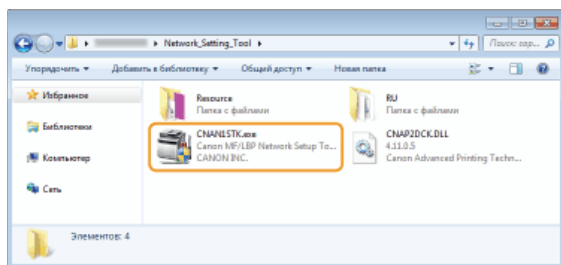 Network_Setting_Tool
Поиск: пар...
Упорядочить
Добавить в библиотеку
Общий доступ
Новая папка
Избранное
Библиотеки
Компьютер
Сеть
Resource
Папка с файлами
RU
Папка с файлами
CNAN1STK.exe
Canon MF/LBP Network Setup To...
CANON INC.
CNAP2DCK.DLL
4.11.0.5
Canon Advanced Printing Techn...
Элементов: 4